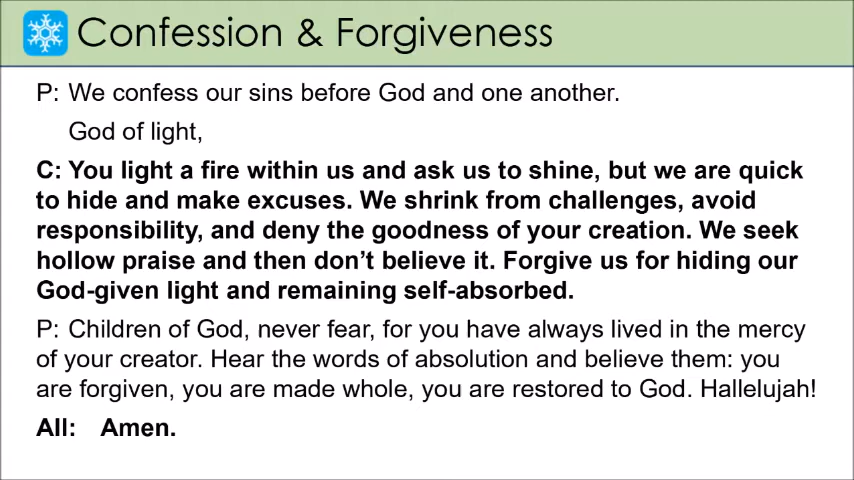 Confession & Forgiveness
P: We confess our sins before God and one another.
God of light,
C: You light a fire within us and ask us to shine, but we are quick
to hide and make excuses. We shrink from challenges, avoid
responsibility, and deny the goodness of your creation. We seek
hollow praise and then don’t believe it. Forgive us for hiding our
God-given light and remaining self-absorbed.
P: Children of God, never fear, for you have always lived in the mercy
of your creator. Hear the words of absolution and believe them: you
are forgiven, you are made whole, you are restored to God. Hallelujah!
All: Amen.